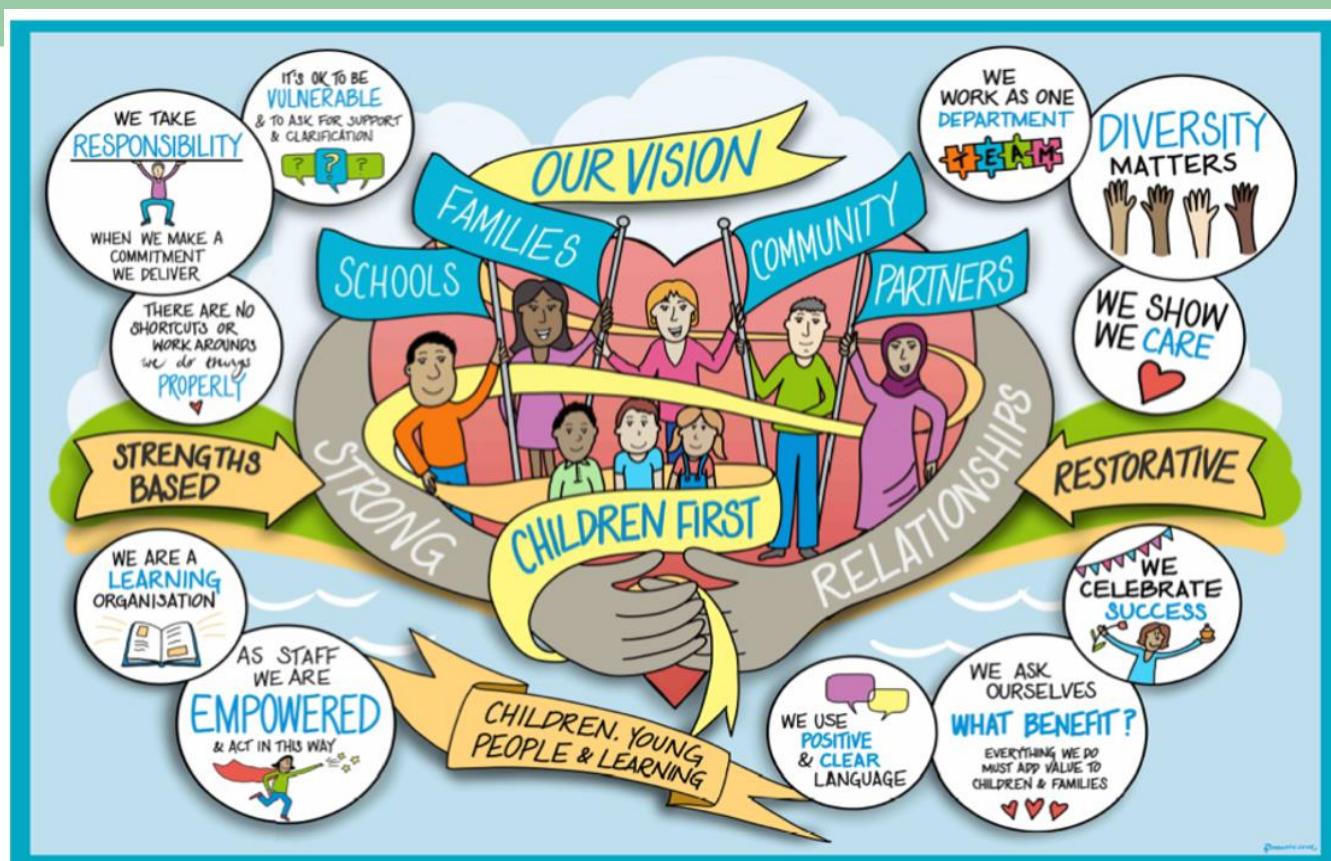 OUR VISION
SCHOOLS
FAMILIES
COMMUNITY
PARTNERS
WE TAKE
RESPONSIBILITY
WHEN WE MAKE A
COMMITMENT
WE DELIVER
IT'S OK TO BE
VULNERABLE
& TO ASK FOR SUPPORT
& CLARIFICATION
? ? ?
THERE ARE NO
SHORTCUTS OR
WORK AROUNDS
we do things
PROPERLY
WE
WORK AS ONE
DEPARTMENT
TEAM
DIVERSITY
MATTERS
WE SHOW
WE CARE
STRENGTHS
BASED
STRONG
RELATIONSHIPS
RESTORATIVE
CHILDREN FIRST
WE ARE A
LEARNING
ORGANISATION
AS STAFF
WE ARE
EMPOWERED
& ACT IN THIS WAY
CHILDREN. YOUNG
PEOPLE & LEARNING
WE USE
POSITIVE
& CLEAR
LANGUAGE
WE ASK
OURSELVES
WHAT BENEFIT?
EVERYTHING WE DO
MUST ADD VALUE TO
CHILDREN & FAMILIES
WE
CELEBRATE
SUCCESS